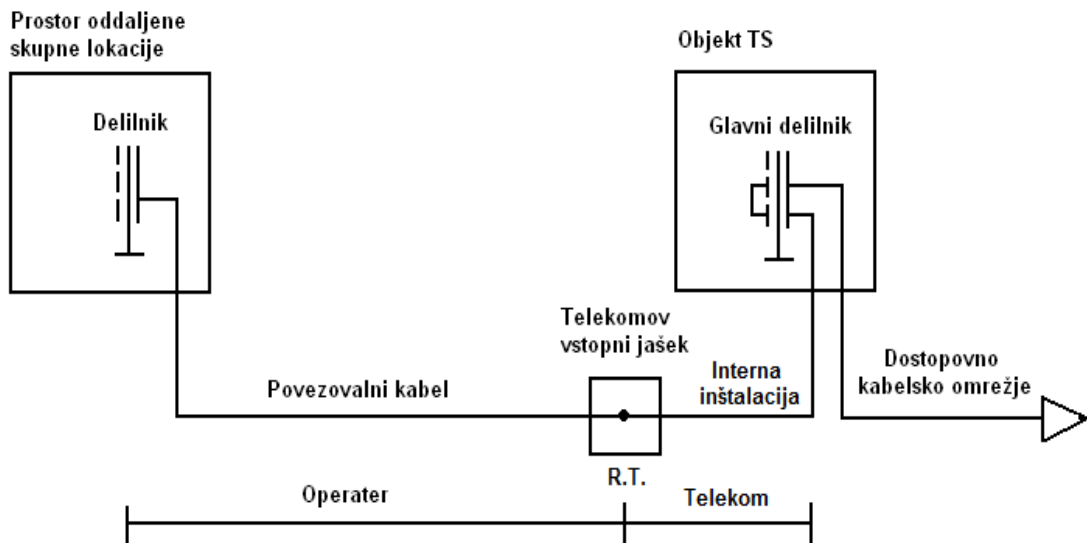 Prostor oddaljene
skupne lokacije
Objekt TS
Delilnik
Glavni delilnik
Telekomov
vstopni jašek
Povezovalni kabel
Interna
inštalacija
Dostopovno
kabelsko omrežje
R.T.
Operater
Telekom